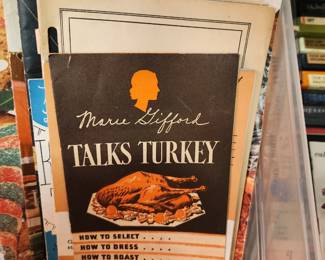 Marie Gifford
TALKS TURKEY
HOW TO SELECT . . . .
HOW TO DRESS . . . .
HOW TO ROAST . . . .